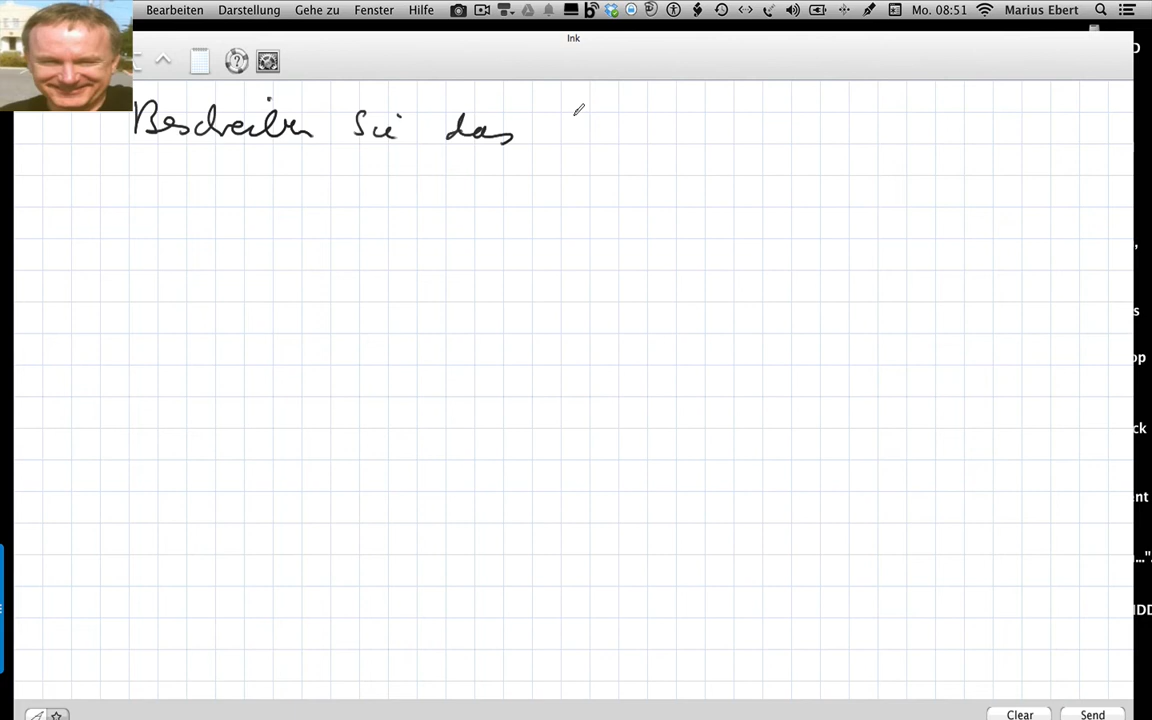 Bearbeiten Darstellung Gehe zu Fenster Hilfe Mo. 08:51 Marius Ebert
Ink
Beschreiben Sie das
Clear Send